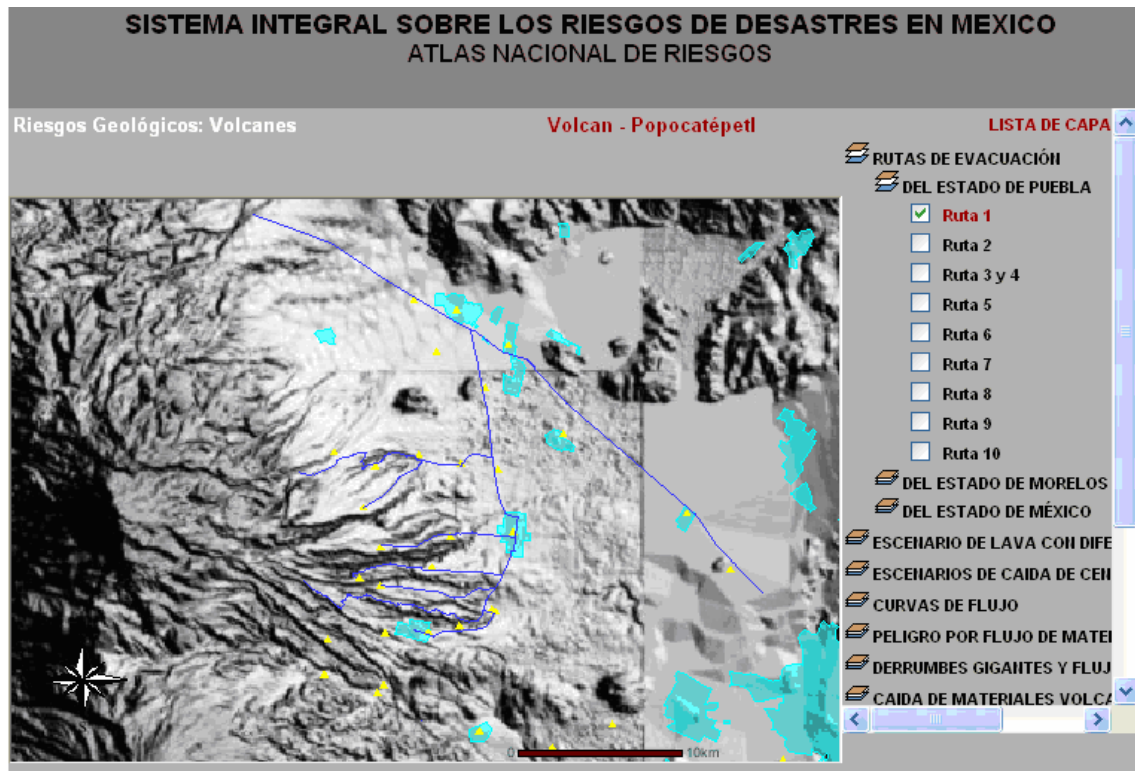 SISTEMA INTEGRAL SOBRE LOS RIESGOS DE DESASTRES EN MEXICO
ATLAS NACIONAL DE RIESGOS
Riesgos Geológicos: Volcanes
Volcan - Popocatépetl
LISTA DE CAPA
RUTAS DE EVACUACIÓN
DEL ESTADO DE PUEBLA
Ruta 1
Ruta 2
Ruta 3 y 4
Ruta 5
Ruta 6
Ruta 7
Ruta 8
Ruta 9
Ruta 10
DEL ESTADO DE MORELOS
DEL ESTADO DE MÉXICO
ESCENARIO DE LAVA CON DIFE
ESCENARIOS DE CAIDA DE CEN
CURVAS DE FLUJO
PELIGRO POR FLUJO DE MATE
DERRUMBES GIGANTES Y FLUJ
CAIDA DE MATERIALES VOLCA
0 10km